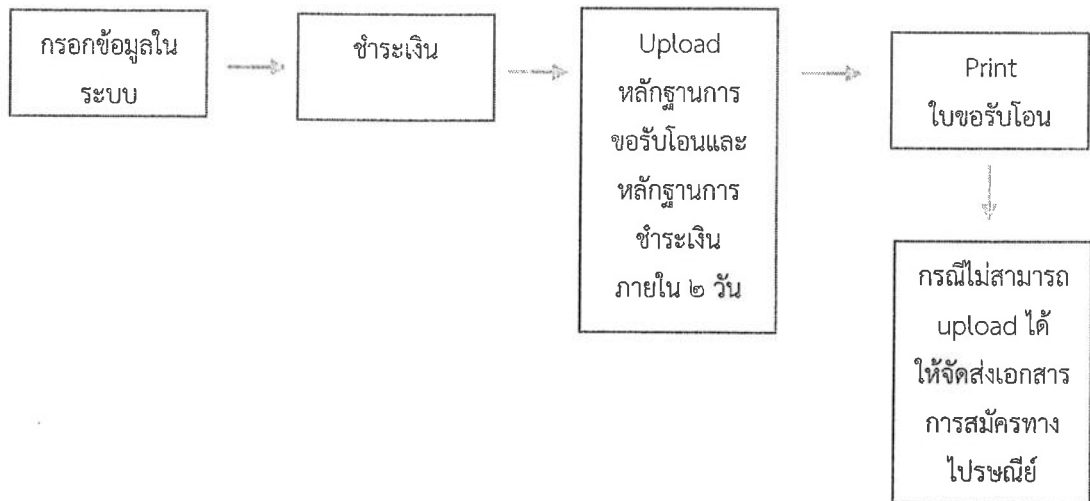 กรอกข้อมูลใน
ระบบ
ชำระเงิน
Upload
หลักฐานการ
ขอรับโอนและ
หลักฐานการ
ชำระเงิน
ภายใน ๒ วัน
Print
ใบขอรับโอน
กรณีไม่สามารถ
upload ได้
ให้จัดส่งเอกสาร
การสมัครทาง
ไปรษณีย์